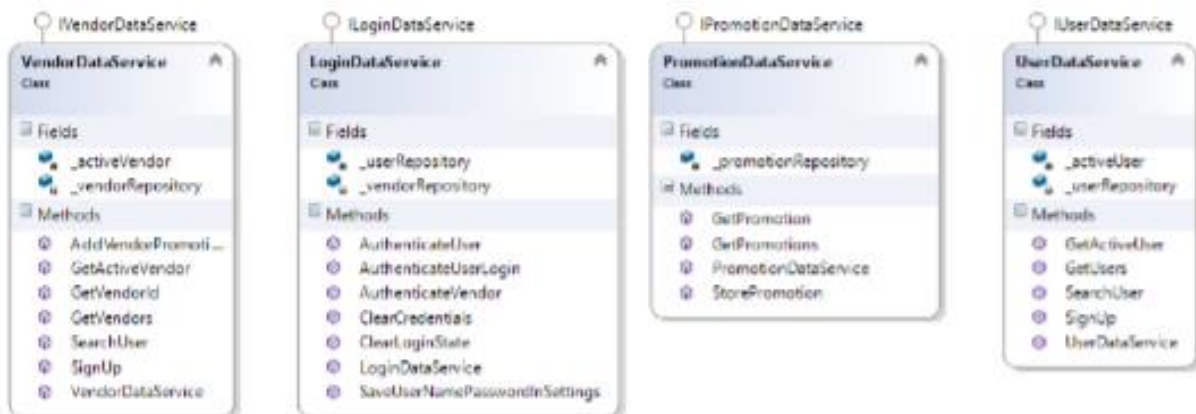 IVendorDataService
VendorDataService
Class
Fields
_activeVendor
_vendorRepository
Methods
AddVendorPromoti...
GetActiveVendor
GetVendorId
GetVendors
SearchUser
SignUp
VendorDataService
ILoginDataService
LoginDataService
Class
Fields
_userRepository
_vendorRepository
Methods
AuthenticateUser
AuthenticateUserLogin
AuthenticateVendor
ClearCredentials
ClearLoginState
LoginDataService
SaveUserNamePasswordInSettings
IPromotionDataService
PromotionDataService
Class
Fields
_promotionRepository
Methods
GetPromotion
GetPromotions
PromotionDataService
StorePromotion
IUserDataService
UserDataService
Class
Fields
_activeUser
_userRepository
Methods
GetActiveUser
GetUsers
SearchUser
SignUp
UserDataService